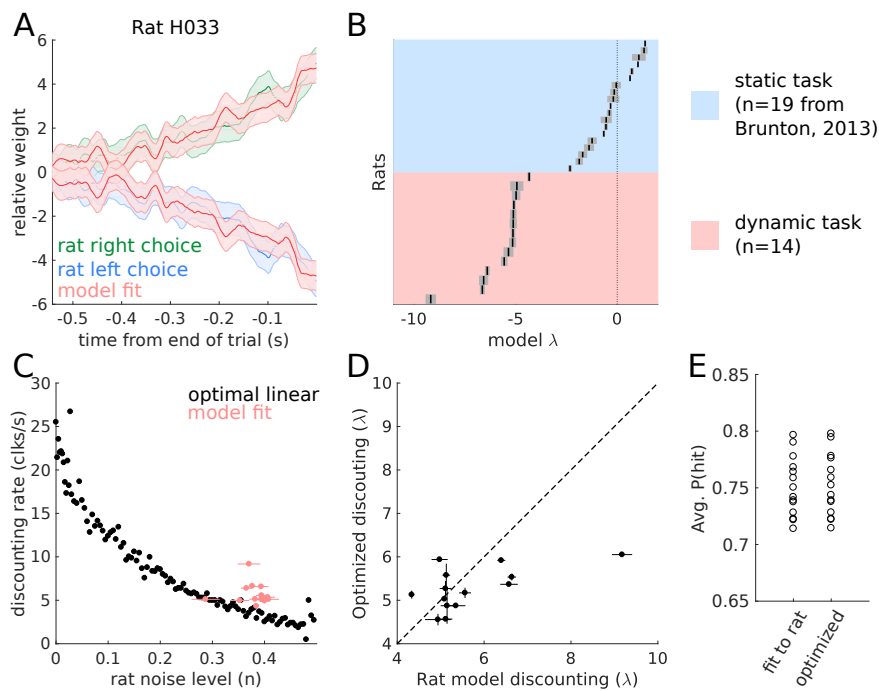 A
Rat H033
6
4
2
0
-2
-4
-6
relative weight
rat right choice
rat left choice
model fit
-0.5
-0.4
-0.3
-0.2
-0.1
time from end of trial (s)
B
Rats
-10
-5
0
model λ
static task
(n=19 from
Brunton, 2013)
dynamic task
(n=14)
C
30
25
20
15
10
5
0
discounting rate (clks/s)
optimal linear
model fit
0
0.1
0.2
0.3
0.4
rat noise level (n)
D
10
9
8
7
6
5
4
Optimized discouting (λ)
4
6
8
10
Rat model discounting (λ)
E
0.85
0.8
0.75
0.7
0.65
Avg. P(hit)
fit to rat
optimized